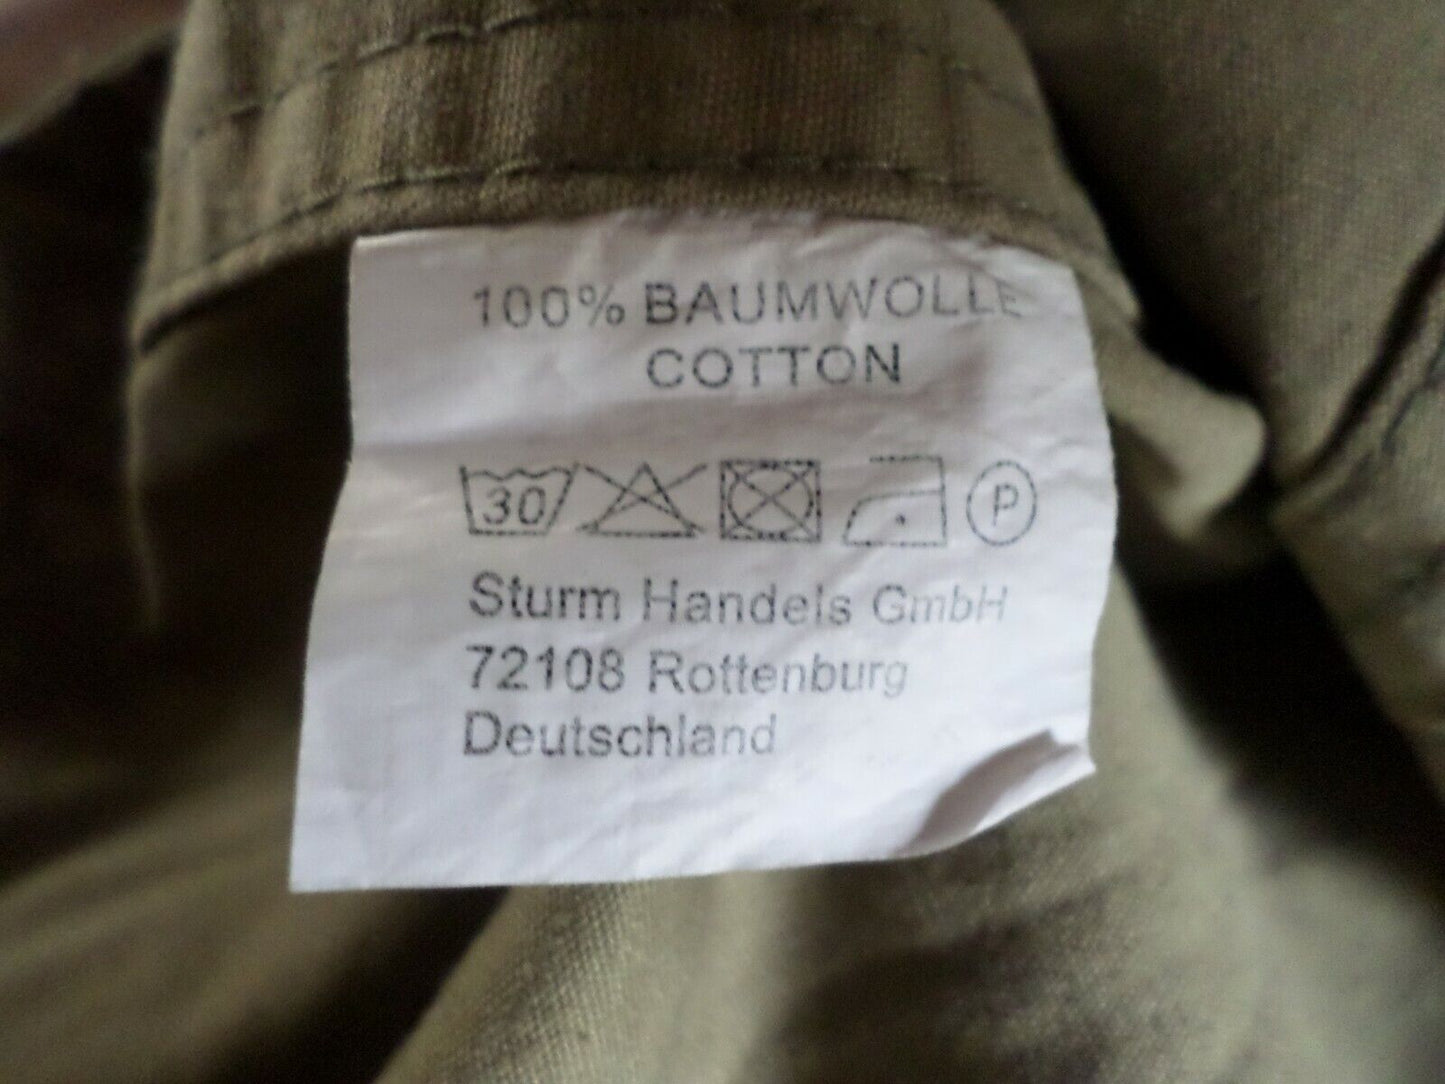 100% BAUMWOLLE
COTTON
30 P
Sturm Handels GmbH
72108 Rottenburg
Deutschland